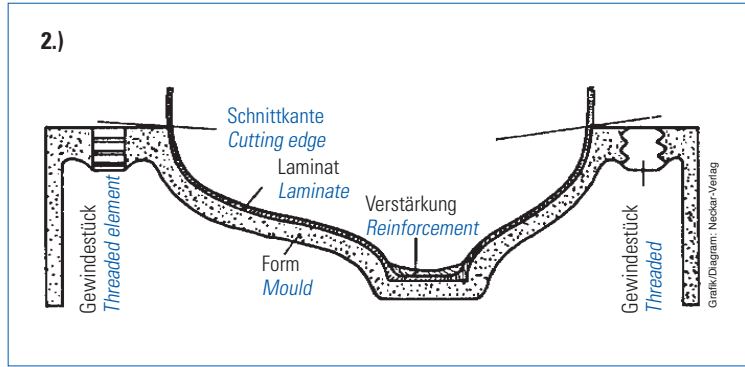 2.)
Schnittkante
Cutting edge
Laminat
Laminate
Verstärkung
Reinforcement
Form
Mould
Gewindestück
Threaded element
Gewindestück
Threaded
Grafik/Diagram: Neckar-Verlag